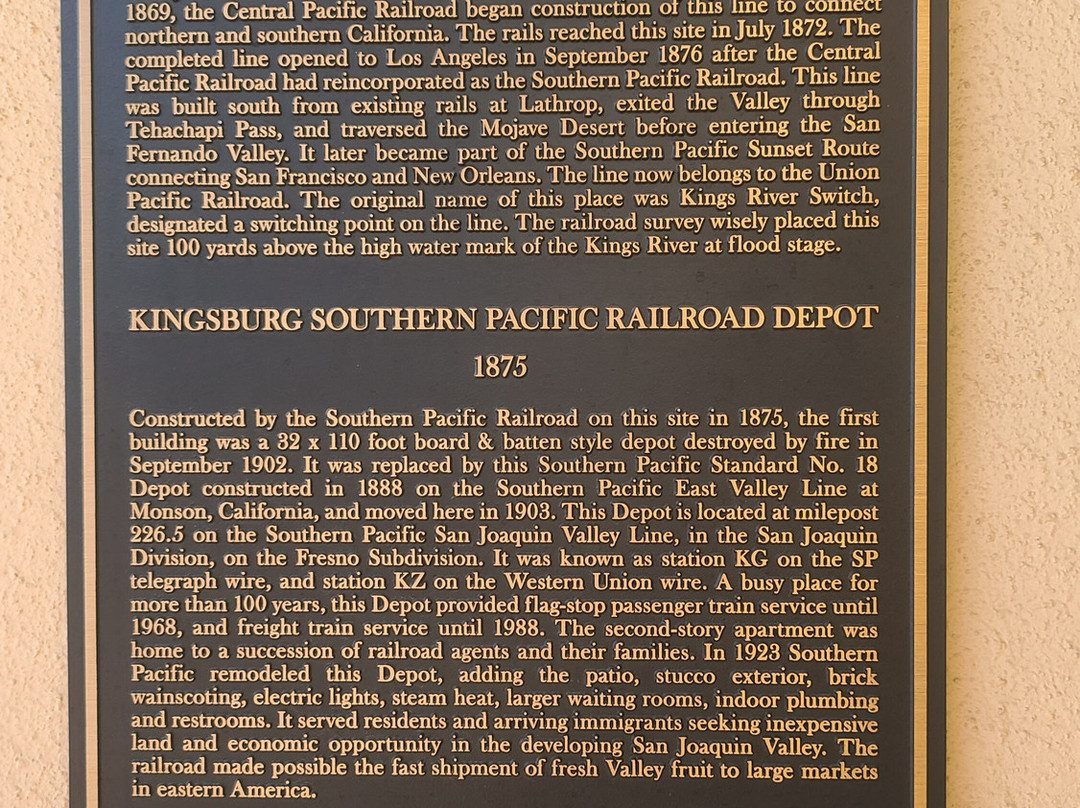 1869, the Central Pacific Railroad began construction of this line to connect
northern and southern California. The rails reached this site in July 1872. The
completed line opened to Los Angeles in September 1876 after the Central
Pacific Railroad had reincorporated as the Southern Pacific Railroad. This line
was built south from existing rails at Lathrop, exited the Valley through
Tehachapi Pass, and traversed the Mojave Desert before entering the San
Fernando Valley. It later became part of the Southern Pacific Sunset Route
connecting San Francisco and New Orleans. The line now belongs to the Union
Pacific Railroad. The original name of this place was Kings River Switch,
designated a switching point on the line. The railroad survey wisely placed this
site 100 yards above the high water mark of the Kings River at flood stage.
KINGSBURG SOUTHERN PACIFIC RAILROAD DEPOT
1875
Constructed by the Southern Pacific Railroad on this site in 1875, the first
building was a 32 x 110 foot board & batten style depot destroyed by fire in
September 1902. It was replaced by this Southern Pacific Standard No. 18
Depot constructed in 1888 on the Southern Pacific East Valley Line at
Monson, California, and moved here in 1903. This Depot is located at milepost
226.5 on the Southern Pacific San Joaquin Valley Line, in the San Joaquin
Division, on the Fresno Subdivision. It was known as station KG on the SP
telegraph wire, and station KZ on the Western Union wire. A busy place for
more than 100 years, this Depot provided flag-stop passenger train service until
1968, and freight train service until 1988. The second-story apartment was
home to a succession of railroad agents and their families. In 1923 Southern
Pacific remodeled this Depot, adding the patio, stucco exterior, brick
wainscoting, electric lights, steam heat, larger waiting rooms, indoor plumbing
and restrooms. It served residents and arriving immigrants seeking inexpensive
land and economic opportunity in the developing San Joaquin Valley. The
railroad made possible the fast shipment of fresh Valley fruit to large markets
in eastern America.